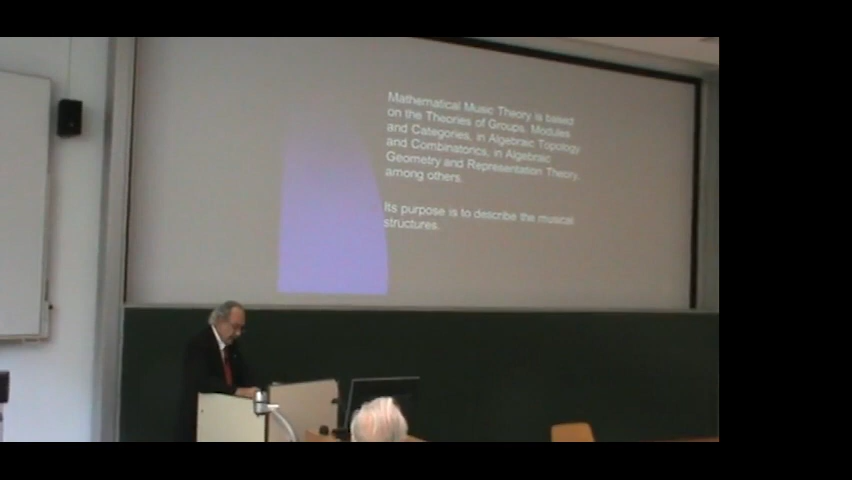 Mathematical Music Theory is based
on the Theories of Groups, Modules
and Categories, in Algebraic Topology
and Combinatorics, in Algebraic
Geometry and Representation Theory,
among others.
Its purpose is to describe the musical
structures.